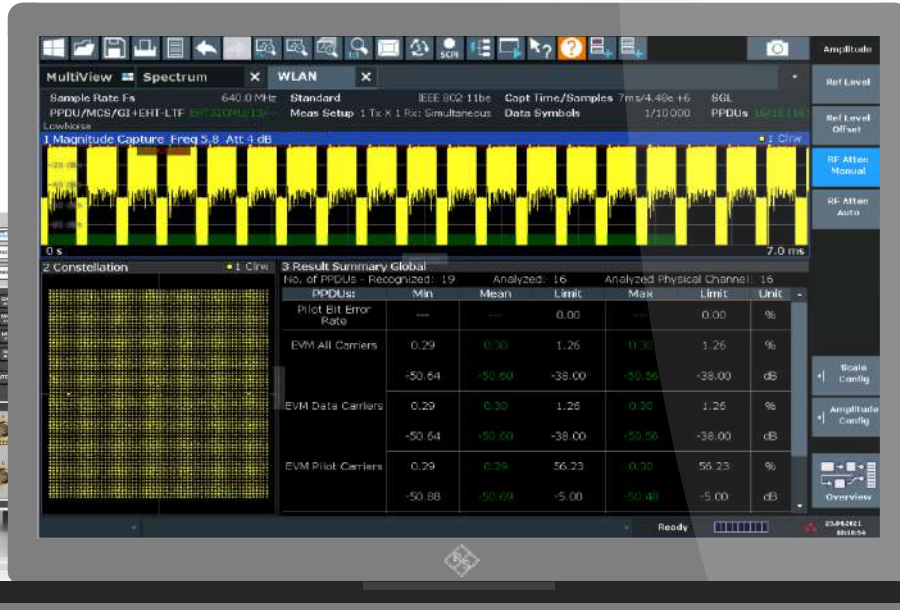 SCPI
Amplitude
MultiView Spectrum X WLAN X
Ref Level
Sample Rate Fs 640.0 MHz Standard IEEE 802 11be Capt Time/Samples 7ms/4.48e+6 SGL
PPDU/MCS/GI+EHT-LTF Meas Setup 1 Tx X 1 Rx: Simultaneous Data Symbols 1/10000 PPDUs
Ref Level
Offset
LowNoise
1 Magnitude Capture Freq 5.8 Att 4 dB 1 Clrw
RF Atten
Manual
RF Atten
Auto
0 s 7.0 ms
2 Constellation 1 Clrw 3 Result Summary Global
No. of PPDUs - Recognized: 19 Analyzed: 16 Analyzed Physical Channel: 16
PPDUs: Min Mean Limit Max Limit Unit
Pilot Bit Error
Rate --- --- 0.00 --- 0.00 %
EVM All Carriers 0.29 0.30 1.26 0.30 1.26 %
-50.64 -50.60 -38.00 -50.56 -38.00 dB
EVM Data Carriers 0.29 0.30 1.26 0.30 1.26 %
-50.64 -50.60 -38.00 -50.56 -38.00 dB
EVM Pilot Carriers 0.29 0.29 56.23 0.30 56.23 %
-50.88 -50.69 -5.00 -50.48 -5.00 dB
Scale
Config
Amplitude
Config
Overview
Ready